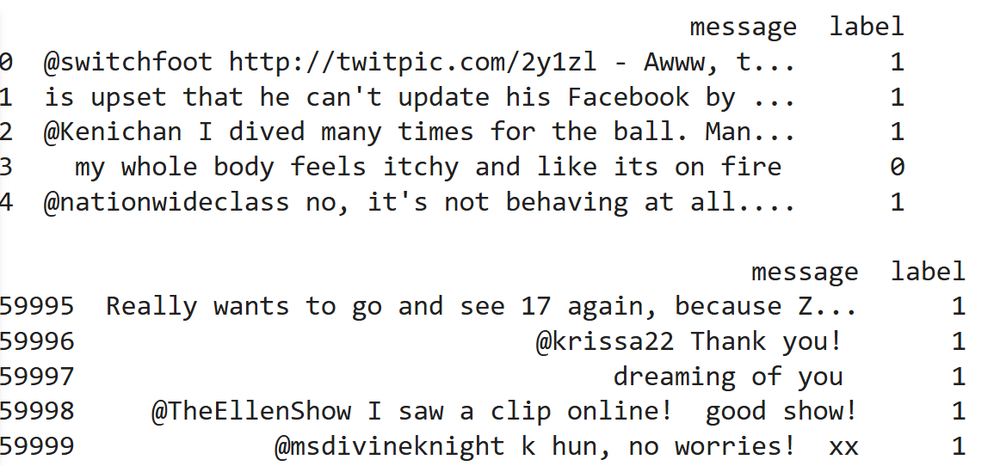 message label
0 @switchfoot http://twitpic.com/2y1zl - Awww, t... 1
1 is upset that he can't update his Facebook by ... 1
2 @Kenichan I dived many times for the ball. Man... 1
3 my whole body feels itchy and like its on fire 0
4 @nationwideclass no, it's not behaving at all.... 1
message label
59995 Really wants to go and see 17 again, because Z... 1
59996 @krissa22 Thank you! 1
59997 dreaming of you 1
59998 @TheEllenShow I saw a clip online! good show! 1
59999 @msdivineknight k hun, no worries! xx 1